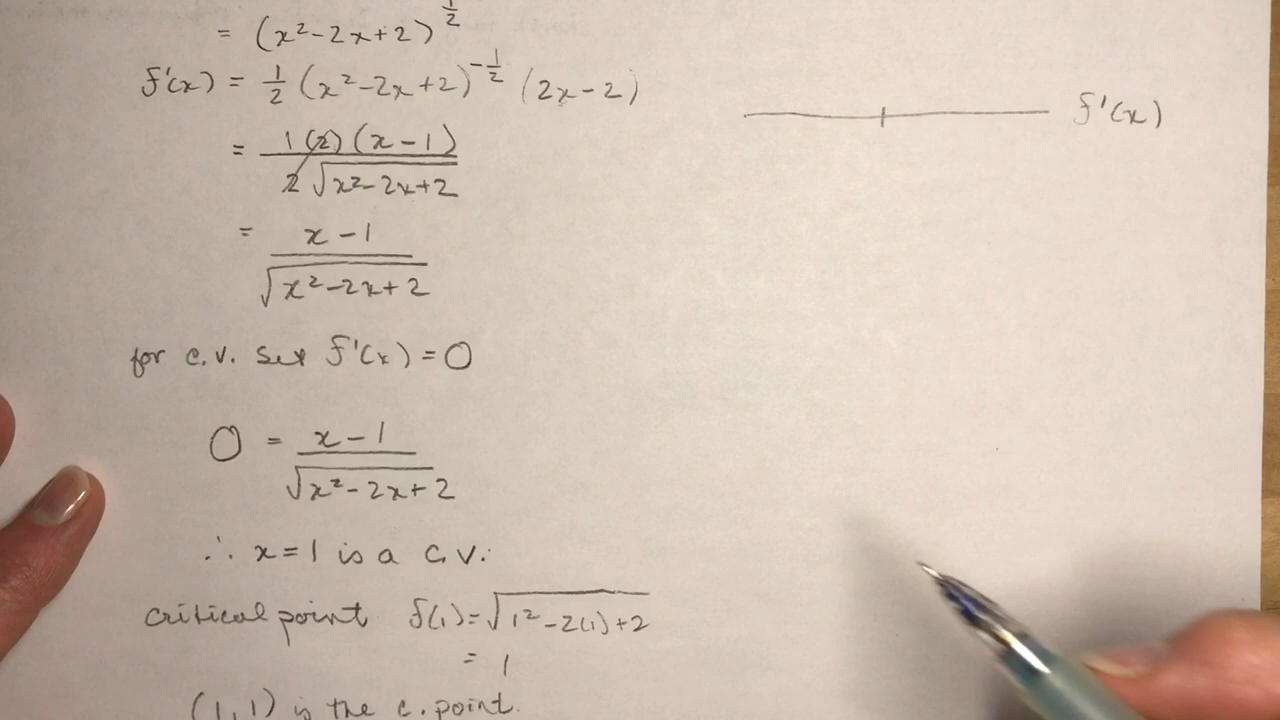 = (x²-2x+2)^½
f'(x) = ½ (x²-2x+2)^-½ (2x-2)
= 1(2)(x-1) / 2√(x²-2x+2)
= x-1 / √(x²-2x+2)
for c.v. set f'(x) = 0
0 = x-1 / √(x²-2x+2)
∴ x=1 is a c.v.
critical point f(1) = √(1²-2(1)+2)
= 1
(1,1) is the c. point.
f'(x)